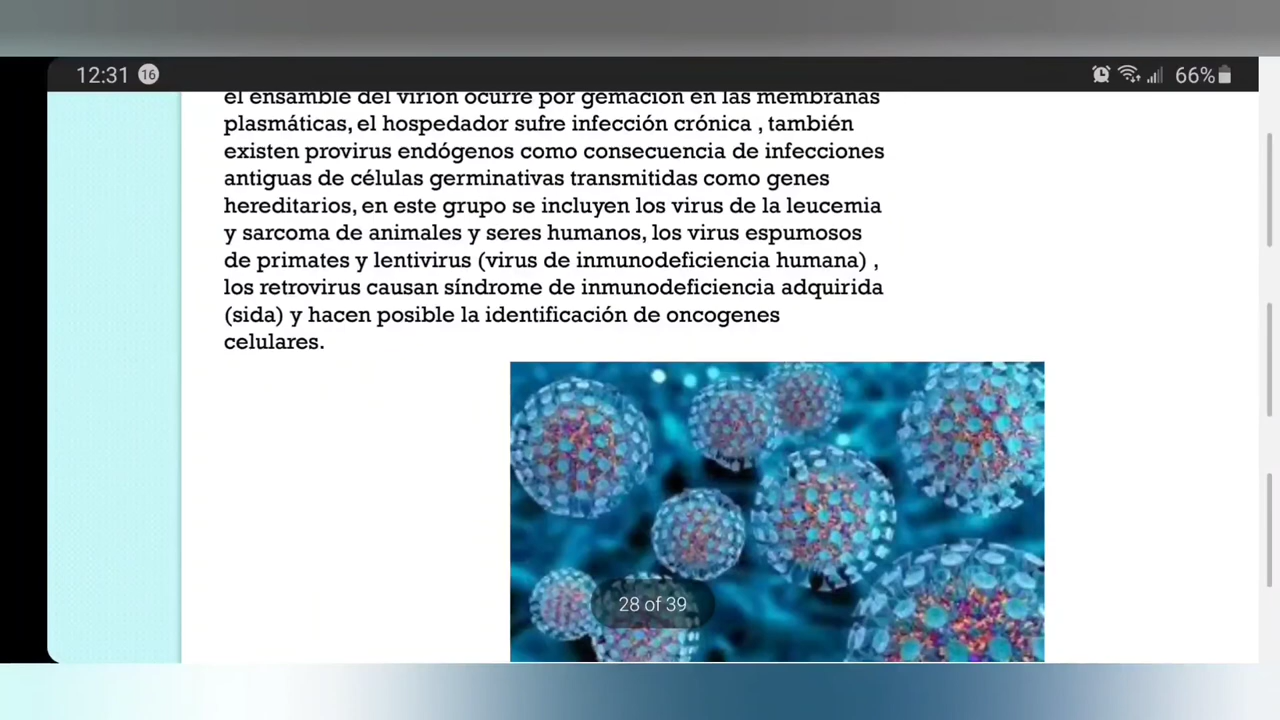 12:31 16 66%
el ensamble del virión ocurre por gemación en las membranas
plasmáticas, el hospedador sufre infección crónica , también
existen provirus endógenos como consecuencia de infecciones
antiguas de células germinativas transmitidas como genes
hereditarios, en este grupo se incluyen los virus de la leucemia
y sarcoma de animales y seres humanos, los virus espumosos
de primates y lentivirus (virus de inmunodeficiencia humana) ,
los retrovirus causan síndrome de inmunodeficiencia adquirida
(sida) y hacen posible la identificación de oncogenes
celulares.
28 of 39